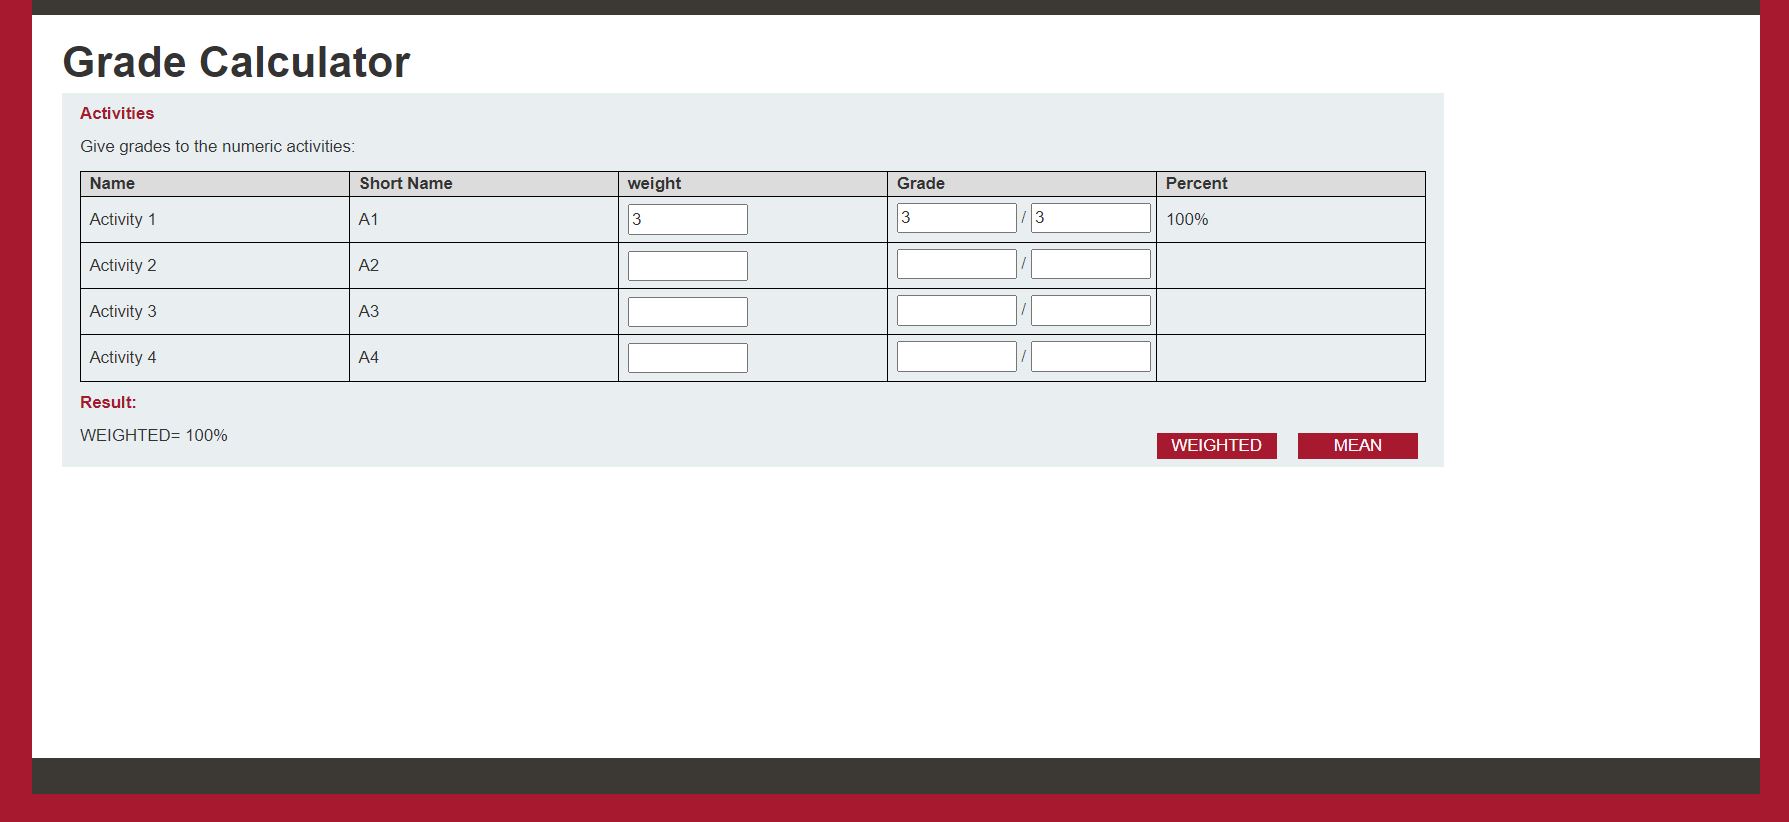 Grade Calculator
Activities
Give grades to the numeric activities:
Name Short Name weight Grade Percent
Activity 1 A1 3 3 / 3 100%
Activity 2 A2 /
Activity 3 A3 /
Activity 4 A4 /
Result:
WEIGHTED= 100%
WEIGHTED MEAN